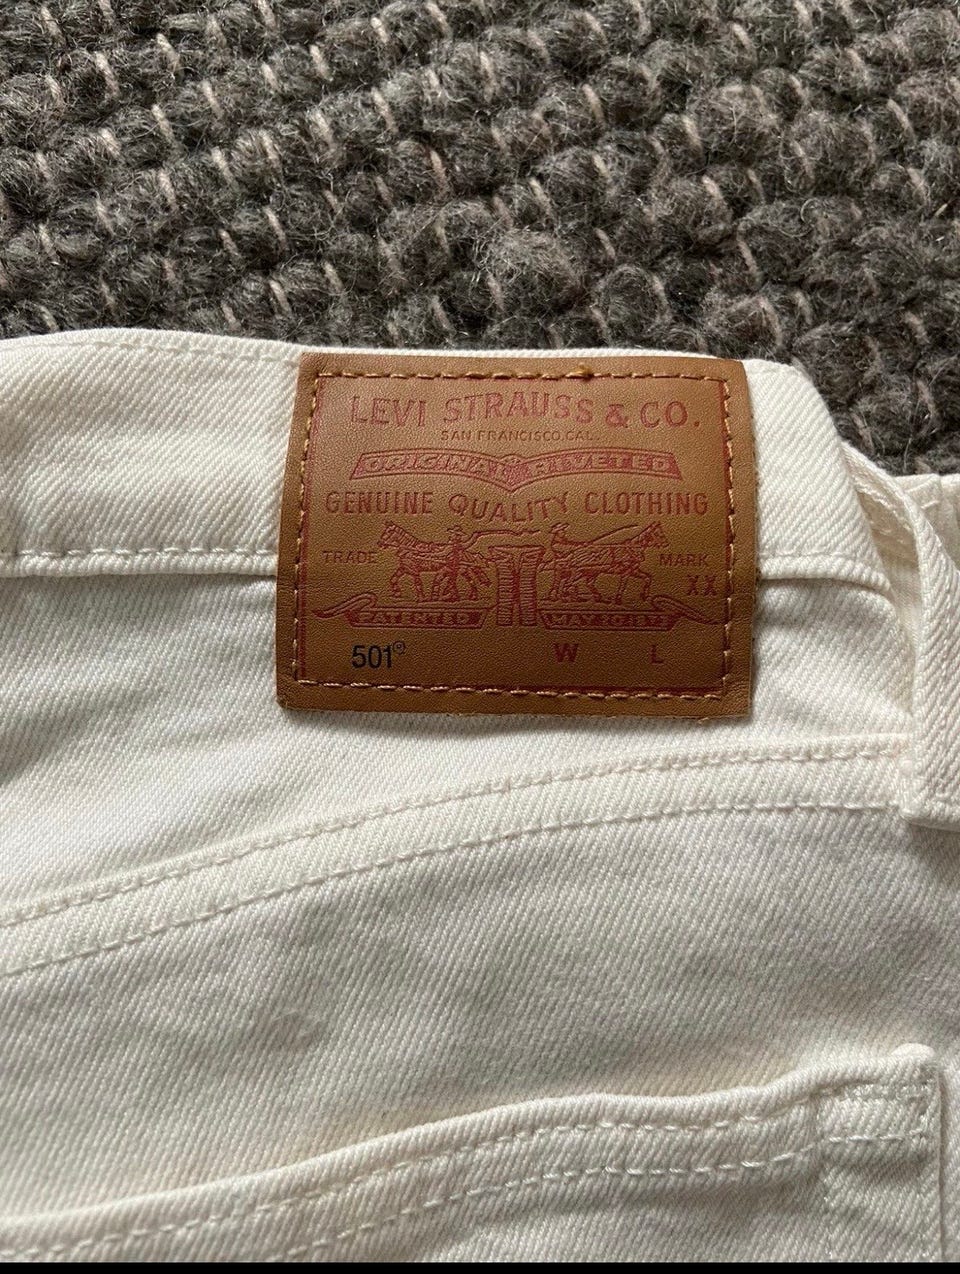 LEVI STRAUSS & CO.
SAN FRANCISCO, CAL.
ORIGINAL RIVETED
GENUINE QUALITY CLOTHING
TRADE MARK
XX
PATENTED MAY 20 1873
501® W L